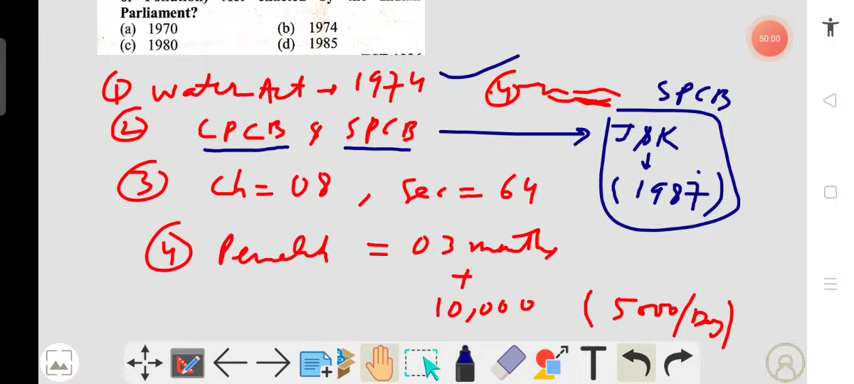 Parliament?
(a) 1970 (b) 1974
(c) 1980 (d) 1985
50:00
① Water Act → 1974 ④
② CPCB & SPCB → SPCB
J&K
↓
(1987)
③ Ch = 08, Sec = 64
④ = 03 months
+
10,000 (5000/Day)
T